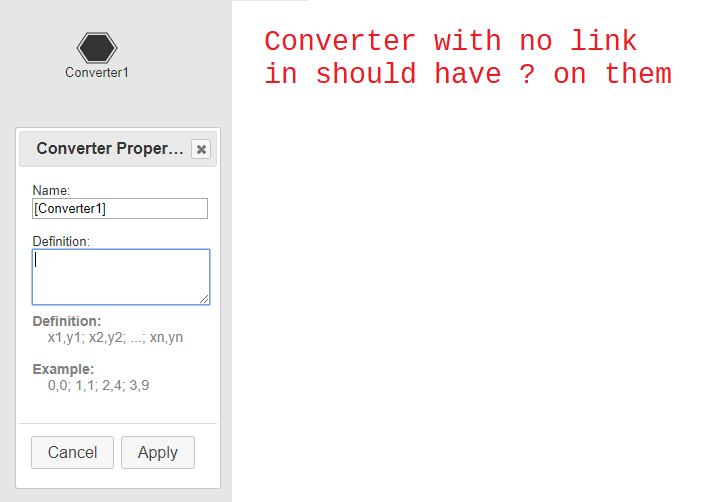 Converter with no link
in should have ? on them
Converter1
Converter Proper...
Name:
[Converter1]
Definition:
Definition:
x1,y1; x2,y2; ...; xn,yn
Example:
0,0; 1,1; 2,4; 3,9
Cancel Apply